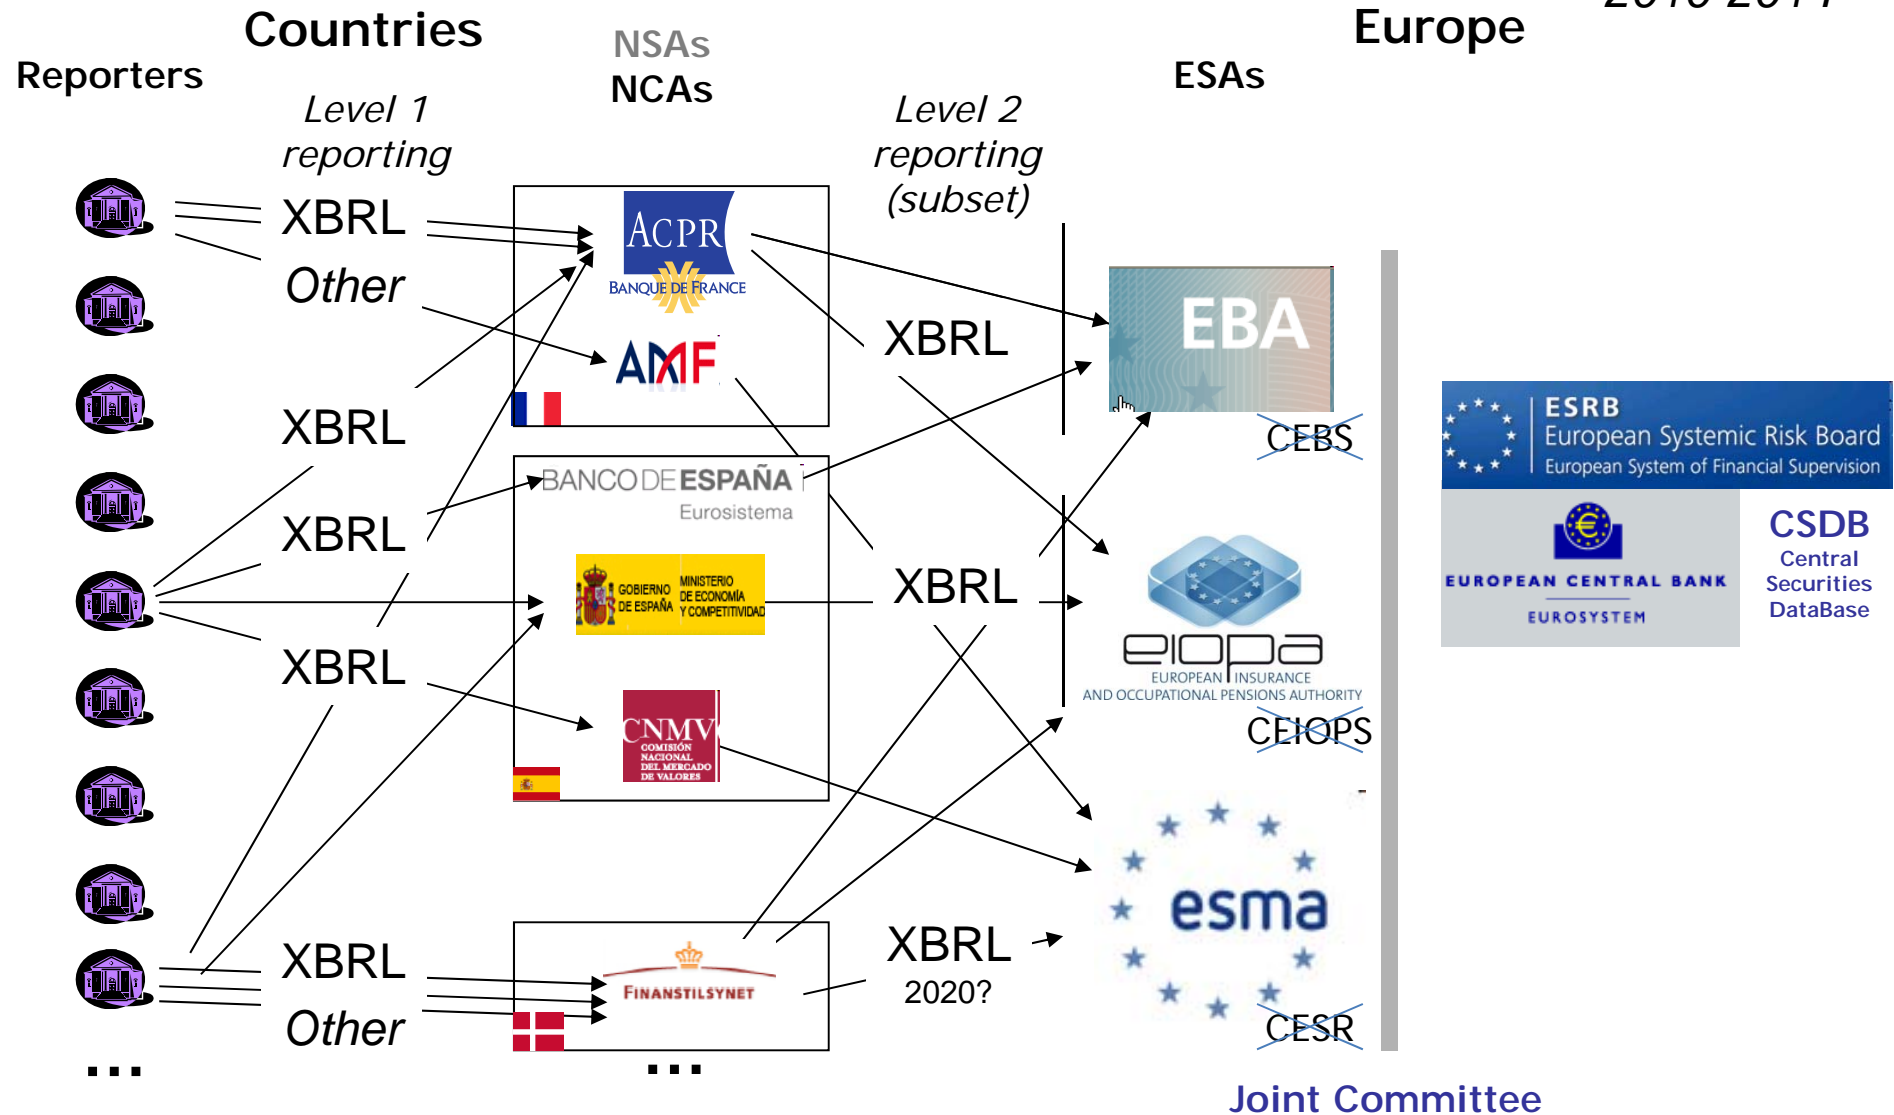 2010-2011
Countries
Europe
Reporters
NSAs
NCAs
ESAs
Level 1
reporting
Level 2
reporting
(subset)
XBRL
Other
ACPR
BANQUE DE FRANCE
AMF
XBRL
EBA
CEBS
XBRL
BANCO DE ESPAÑA
Eurosistema
XBRL
GOBIERNO
DE ESPAÑA
MINISTERIO
DE ECONOMÍA
Y COMPETITIVIDAD
XBRL
eiopa
EUROPEAN INSURANCE
AND OCCUPATIONAL PENSIONS AUTHORITY
CEIOPS
XBRL
CNMV
COMISIÓN
NACIONAL
DEL MERCADO
DE VALORES
esma
CESR
XBRL
Other
FINANSTILSYNET
XBRL
2020?
...
...
ESRB
European Systemic Risk Board
European System of Financial Supervision
EUROPEAN CENTRAL BANK
EUROSYSTEM
CSDB
Central
Securities
DataBase
Joint Committee